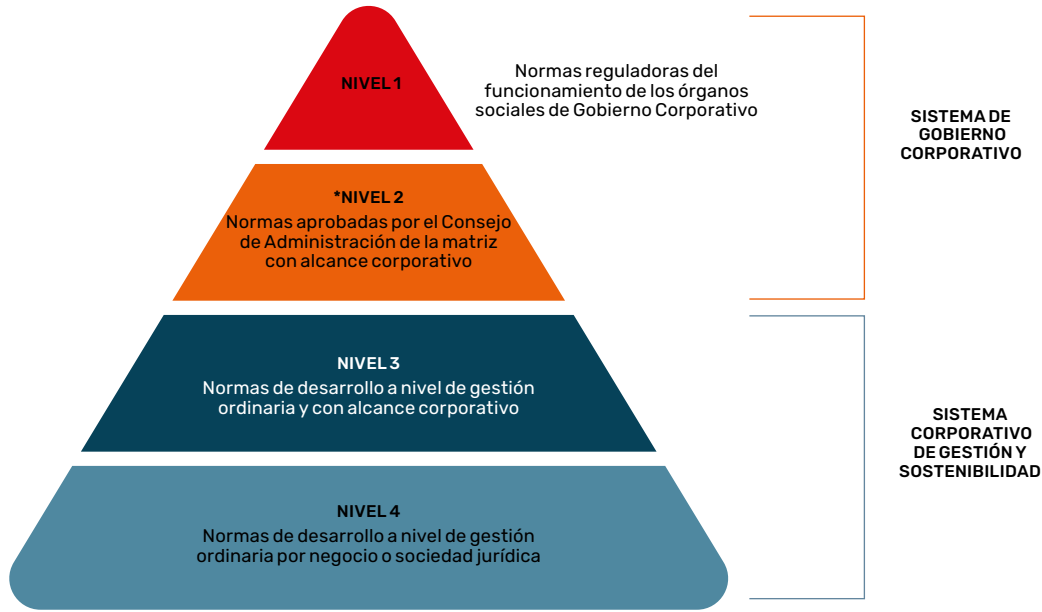 NIVEL 1
Normas reguladoras del
funcionamiento de los órganos
sociales de Gobierno Corporativo
SISTEMA DE
GOBIERNO
CORPORATIVO
*NIVEL 2
Normas aprobadas por el Consejo
de Administración de la matriz
con alcance corporativo
NIVEL 3
Normas de desarrollo a nivel de gestión
ordinaria y con alcance corporativo
SISTEMA
CORPORATIVO
DE GESTIÓN Y
SOSTENIBILIDAD
NIVEL 4
Normas de desarrollo a nivel de gestión
ordinaria por negocio o sociedad jurídica